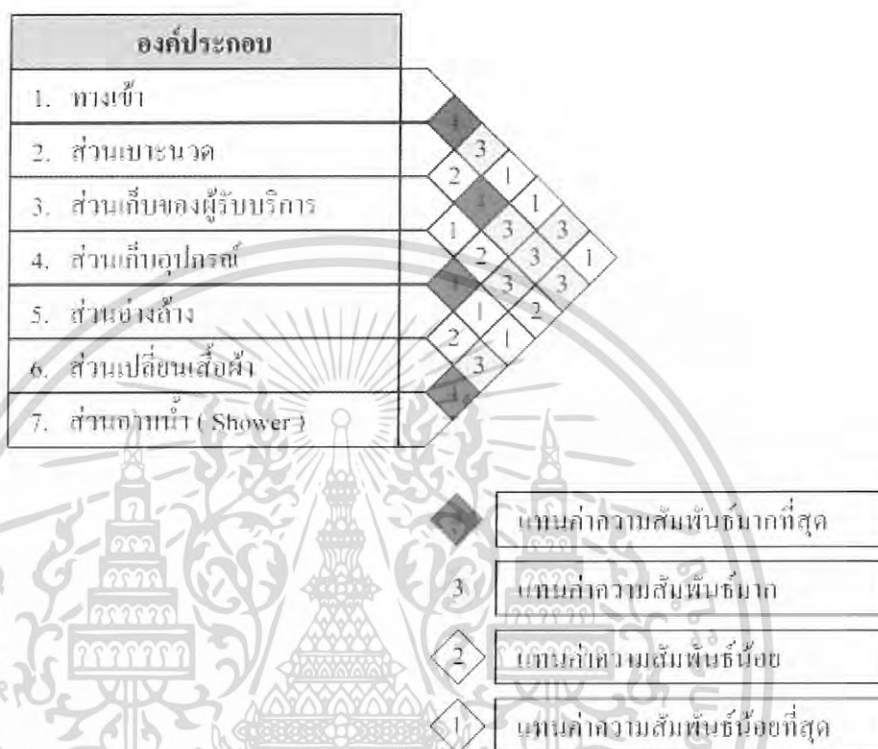 องค์ประกอบ
1. ทางเข้า
4
2. ส่วนเบาะนวด
3
2 1
3. ส่วนเก็บของผู้รับบริการ
4 1
1 3 3
4. ส่วนเก็บอุปกรณ์
2 3 1
4 3 3
5. ส่วนอ่างล้าง
1 2
2 1
6. ส่วนเปลี่ยนเสื้อผ้า
3
4
7. ส่วนอาบน้ำ ( Shower )
4 แทนค่าความสัมพันธ์มากที่สุด
3 แทนค่าความสัมพันธ์มาก
2 แทนค่าความสัมพันธ์น้อย
1 แทนค่าความสัมพันธ์น้อยที่สุด